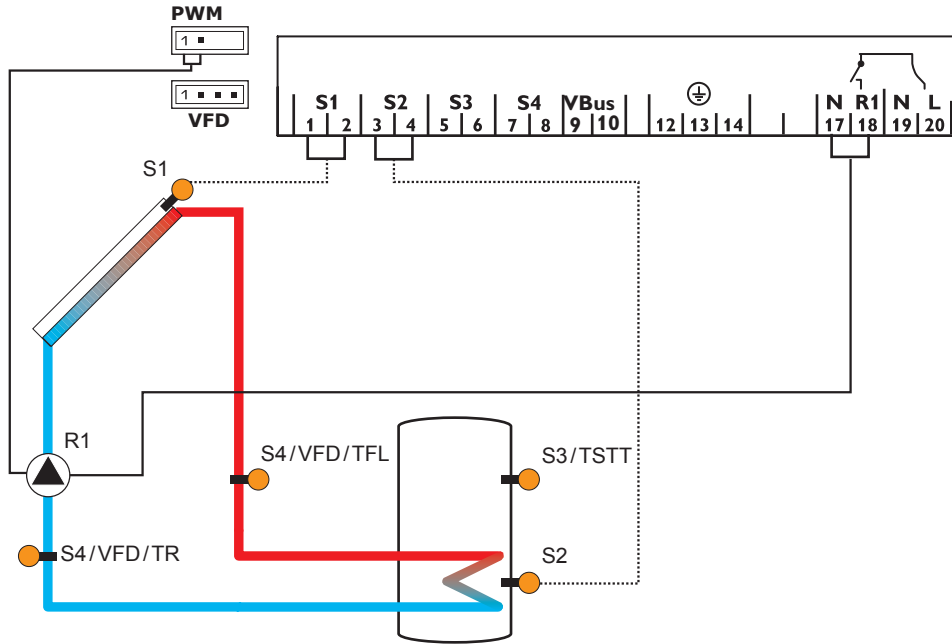 PWM
1
1
VFD
S1 S2 S3 S4 VBus N R1 N L
1 2 3 4 5 6 7 8 9 10 12 13 14 17 18 19 20
S1
R1
S4/VFD/TFL
S3/TSTT
S4/VFD/TR
S2